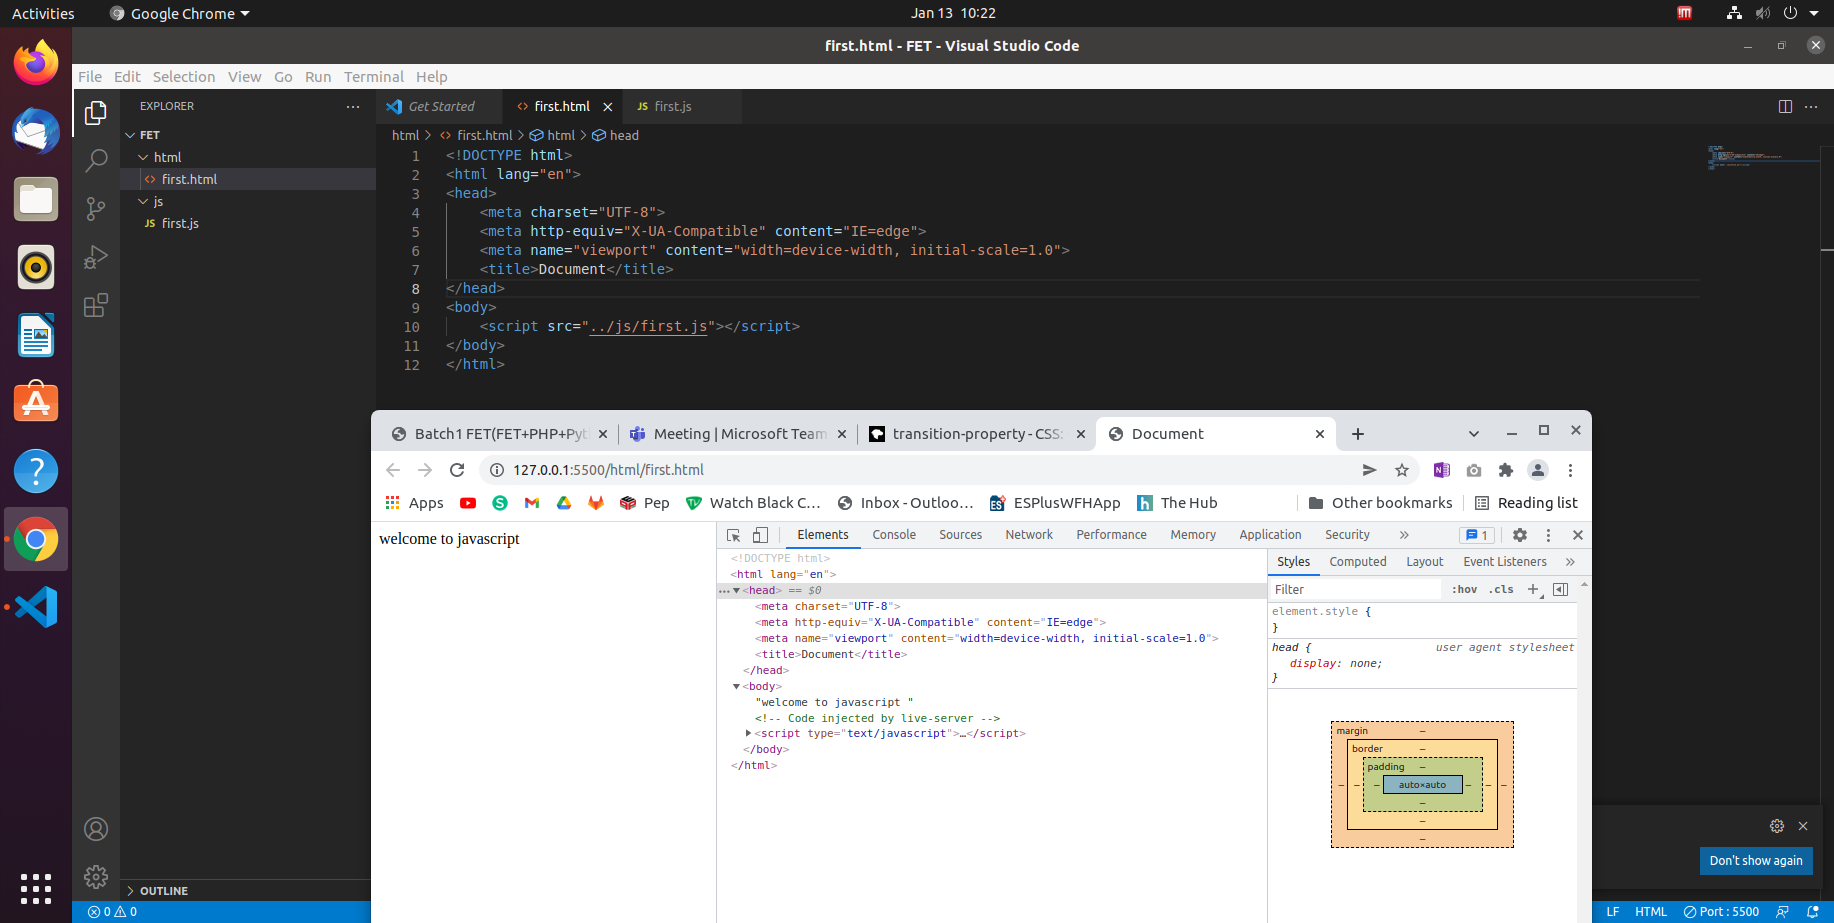 Activities
Google Chrome
Jan 13 10:22
first.html - FET - Visual Studio Code
File Edit Selection View Go Run Terminal Help
EXPLORER
FET
html
first.html
js
JS first.js
OUTLINE
Get Started
first.html
JS first.js
html > first.html > html > head
1 <!DOCTYPE html>
2 <html lang="en">
3 <head>
4 <meta charset="UTF-8">
5 <meta http-equiv="X-UA-Compatible" content="IE=edge">
6 <meta name="viewport" content="width=device-width, initial-scale=1.0">
7 <title>Document</title>
8 </head>
9 <body>
10 <script src="../js/first.js"></script>
11 </body>
12 </html>
Batch1 FET(FET+PHP+Pyt
Meeting | Microsoft Team
transition-property - CSS:
Document
127.0.0.1:5500/html/first.html
Apps
Pep
Watch Black C...
Inbox - Outloo...
ESPlusWFHApp
The Hub
Other bookmarks
Reading list
welcome to javascript
Elements Console Sources Network Performance Memory Application Security » 1
<!DOCTYPE html>
<html lang="en">
<head> == $0
<meta charset="UTF-8">
<meta http-equiv="X-UA-Compatible" content="IE=edge">
<meta name="viewport" content="width=device-width, initial-scale=1.0">
<title>Document</title>
</head>
<body>
"welcome to javascript "
<!-- Code injected by live-server -->
<script type="text/javascript">…</script>
</body>
</html>
Styles Computed Layout Event Listeners »
Filter :hov .cls +
element.style {
}
head { user agent stylesheet
display: none;
}
margin –
border –
padding –
– – – auto×auto – – –
–
–
–
Don't show again
0 0
LF HTML Port : 5500